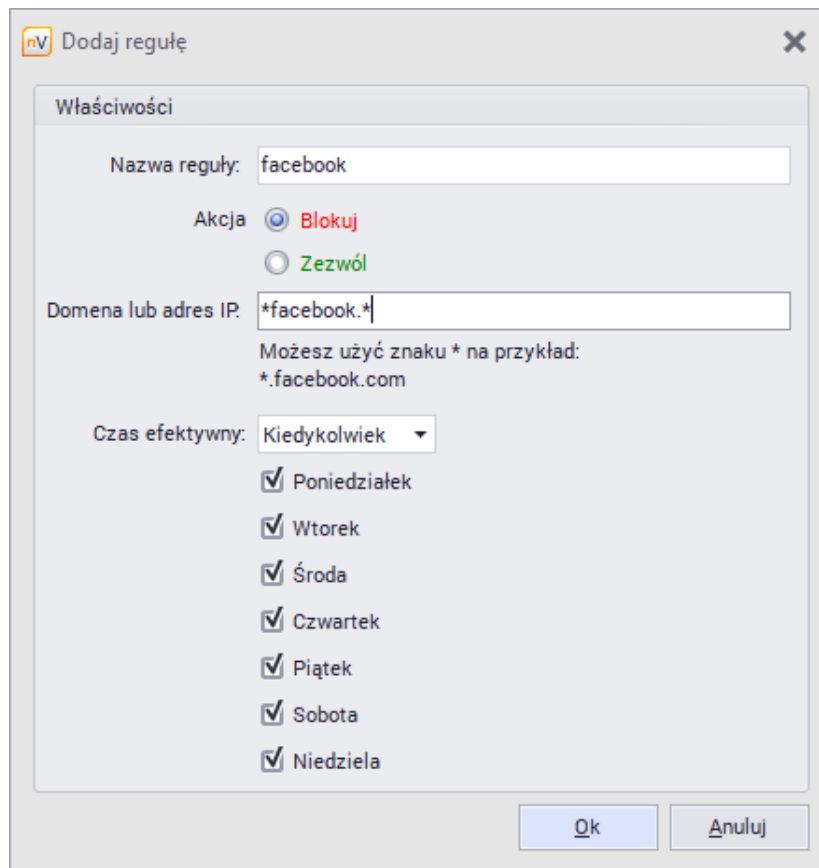 nV Dodaj regułę
Właściwości
Nazwa reguły: facebook
Akcja Blokuj
Zezwól
Domena lub adres IP: *facebook.*
Możesz użyć znaku * na przykład:
*.facebook.com
Czas efektywny: Kiedykolwiek
Poniedziałek
Wtorek
Środa
Czwartek
Piątek
Sobota
Niedziela
Ok Anuluj